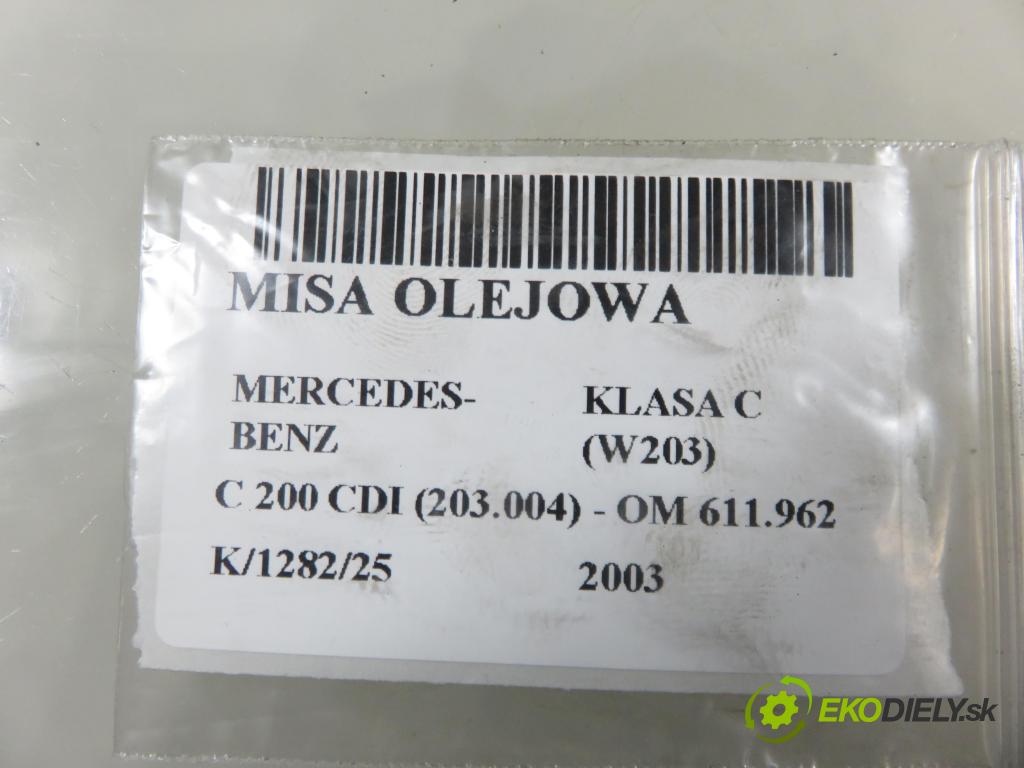 MISA OLEJOWA
MERCEDES-
BENZ
KLASA C
(W203)
C 200 CDI (203.004) - OM 611.962
K/1282/25
2003
EKODIELY.sk